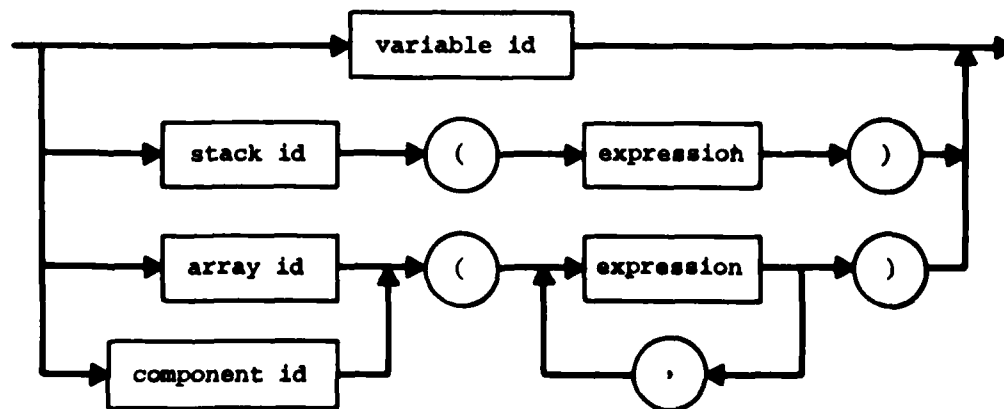 variable id
stack id ( expression )
array id ( expression )
component id ,